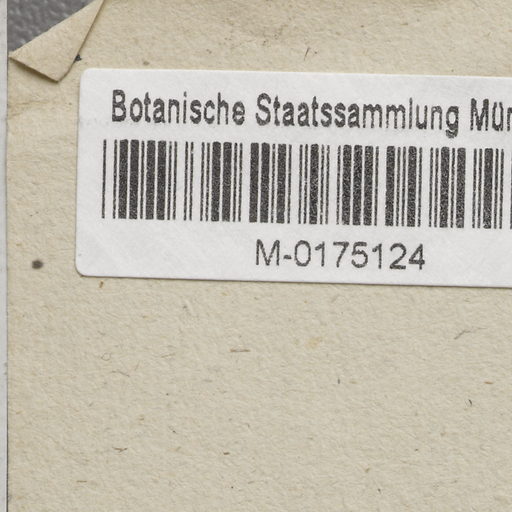 Botanische Staatssammlung Mün
M-0175124